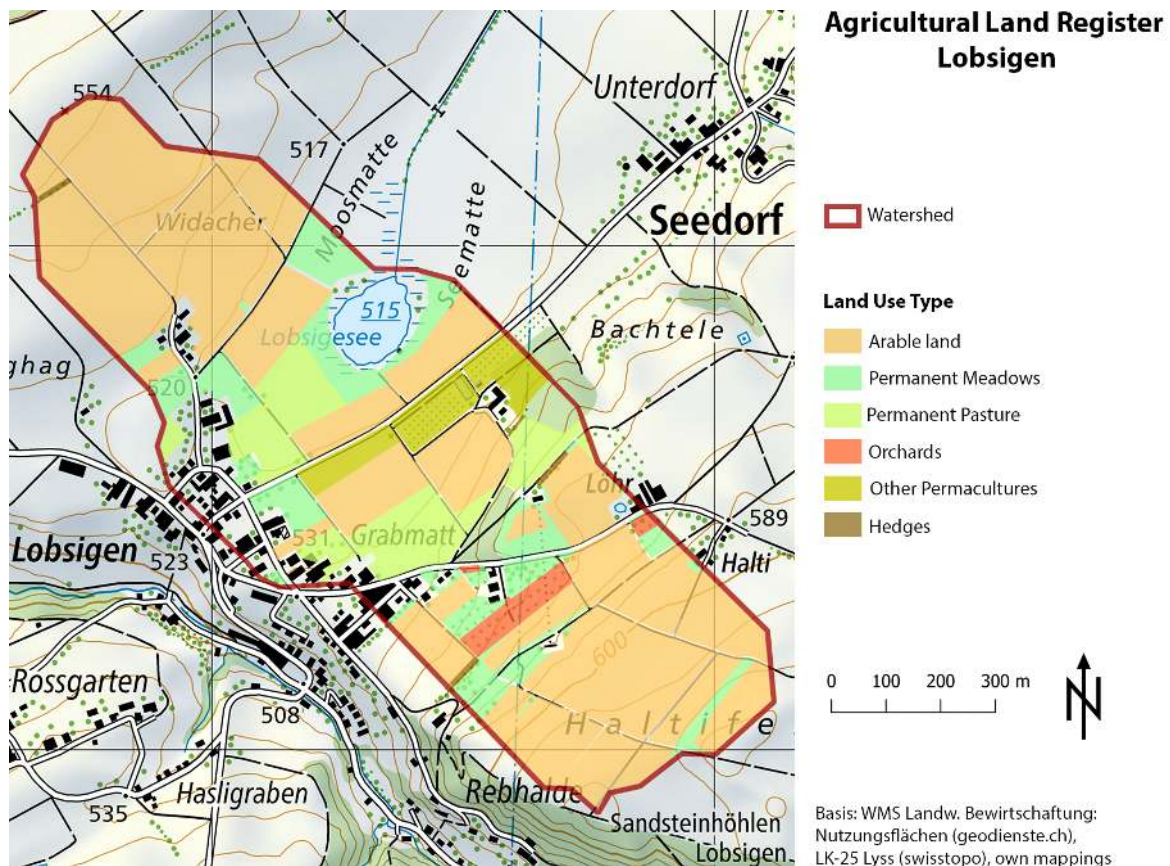 Agricultural Land Register
Lobsigen
554
517
Unterdorf
Moosmatte
Seematte
Widacher
Seedorf
515
Lobsigesee
Bachtele
ghag
520
Löhr
Lobsigen
531
Grabmatt
589
523
Halti
600
Rossgarten
508
Haltife
Hasligraben
Rebhalde
535
Sandsteinhöhlen
Lobsigen
Watershed
Land Use Type
Arable land
Permanent Meadows
Permanent Pasture
Orchards
Other Permacultures
Hedges
0 100 200 300 m
N
Basis: WMS Landw. Bewirtschaftung:
Nutzungsflächen (geodienste.ch),
LK-25 Lyss (swisstopo), own mappings